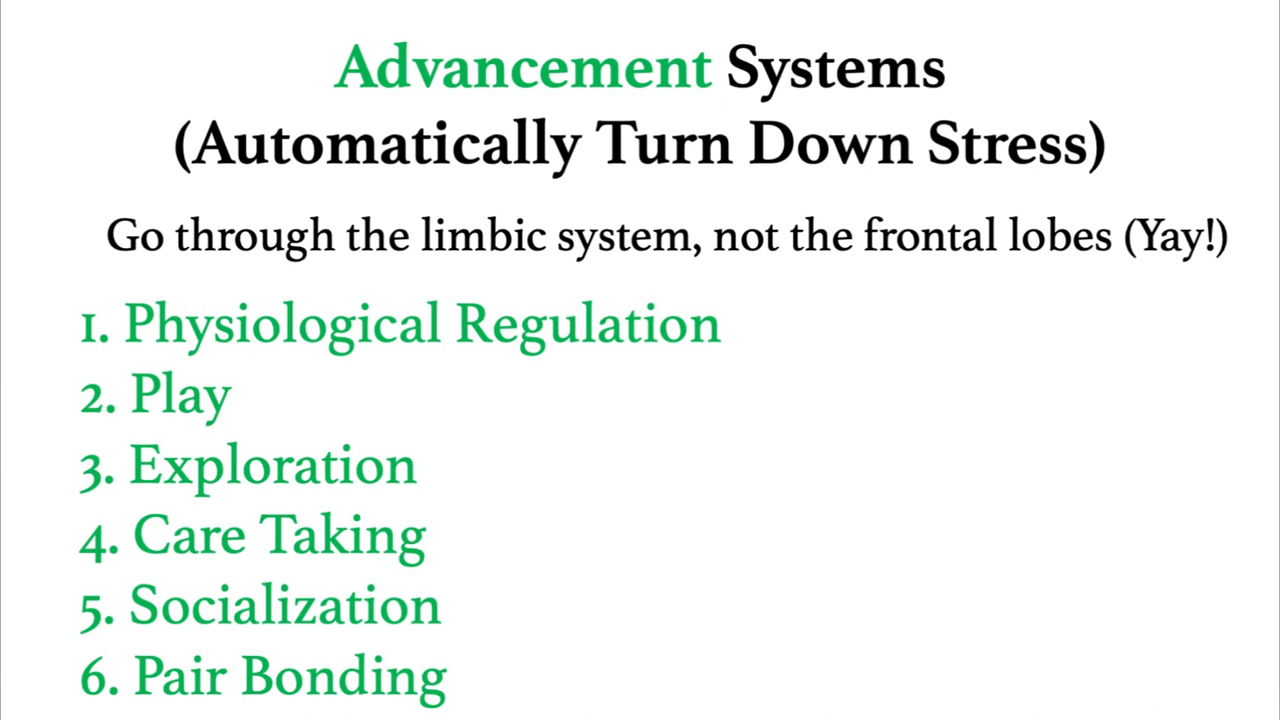 Advancement Systems
(Automatically Turn Down Stress)
Go through the limbic system, not the frontal lobes (Yay!)
1. Physiological Regulation
2. Play
3. Exploration
4. Care Taking
5. Socialization
6. Pair Bonding